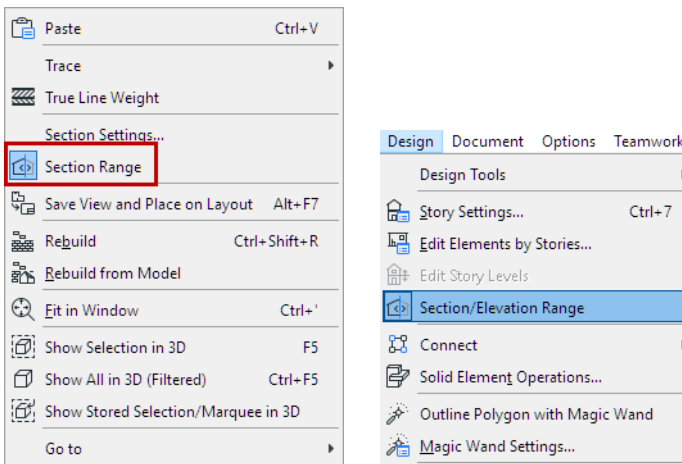 Paste Ctrl+V
Trace
True Line Weight
Section Settings...
Section Range
Save View and Place on Layout Alt+F7
Rebuild Ctrl+Shift+R
Rebuild from Model
Fit in Window Ctrl+'
Show Selection in 3D F5
Show All in 3D (Filtered) Ctrl+F5
Show Stored Selection/Marquee in 3D
Go to
Design Document Options Teamwork
Design Tools
Story Settings... Ctrl+7
Edit Elements by Stories...
Edit Story Levels
Section/Elevation Range
Connect
Solid Element Operations...
Outline Polygon with Magic Wand
Magic Wand Settings...